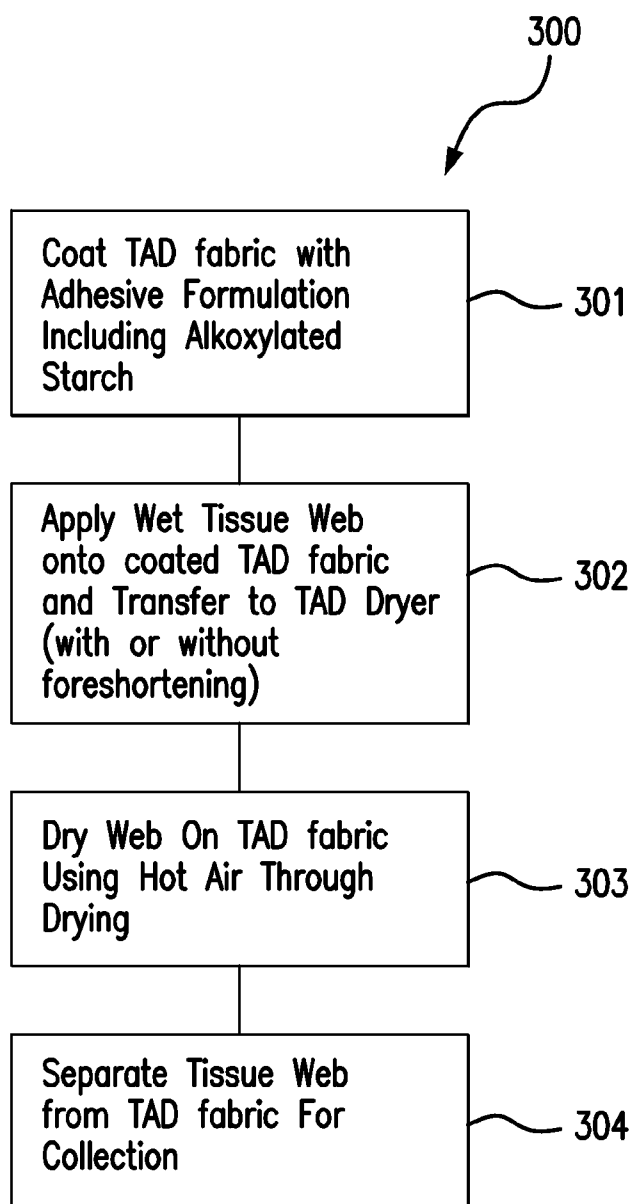 300
Coat TAD fabric with
Adhesive Formulation
Including Alkoxylated
Starch
301
Apply Wet Tissue Web
onto coated TAD fabric
and Transfer to TAD Dryer
(with or without
foreshortening)
302
Dry Web On TAD fabric
Using Hot Air Through
Drying
303
Separate Tissue Web
from TAD fabric For
Collection
304